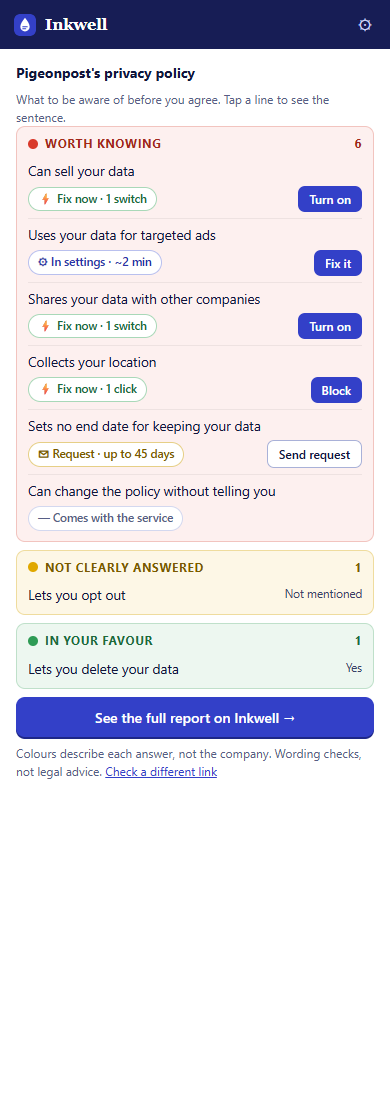 Inkwell
Pigeonpost's privacy policy
What to be aware of before you agree. Tap a line to see the
sentence.
WORTH KNOWING 6
Can sell your data
Fix now · 1 switch Turn on
Uses your data for targeted ads
In settings · ~2 min Fix it
Shares your data with other companies
Fix now · 1 switch Turn on
Collects your location
Fix now · 1 click Block
Sets no end date for keeping your data
Request · up to 45 days Send request
Can change the policy without telling you
— Comes with the service
NOT CLEARLY ANSWERED 1
Lets you opt out Not mentioned
IN YOUR FAVOUR 1
Lets you delete your data Yes
See the full report on Inkwell →
Colours describe each answer, not the company. Wording checks,
not legal advice. Check a different link